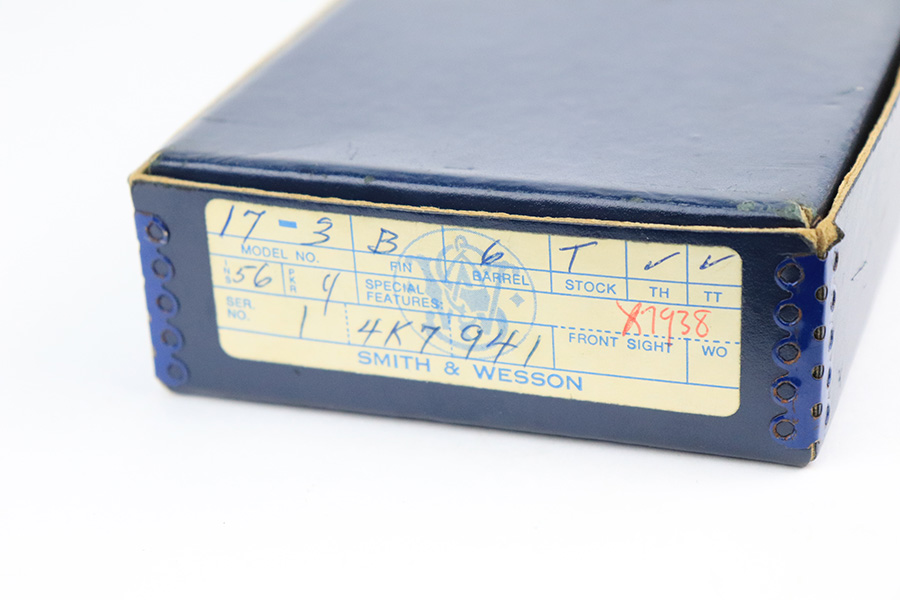 17-3 B 6 T ✓ ✓
MODEL NO. FIN BARREL STOCK TH TT
INS 56 PKR 4 SPECIAL FEATURES: X7938
SER. NO. 1 4K7941 FRONT SIGHT WO
SMITH & WESSON